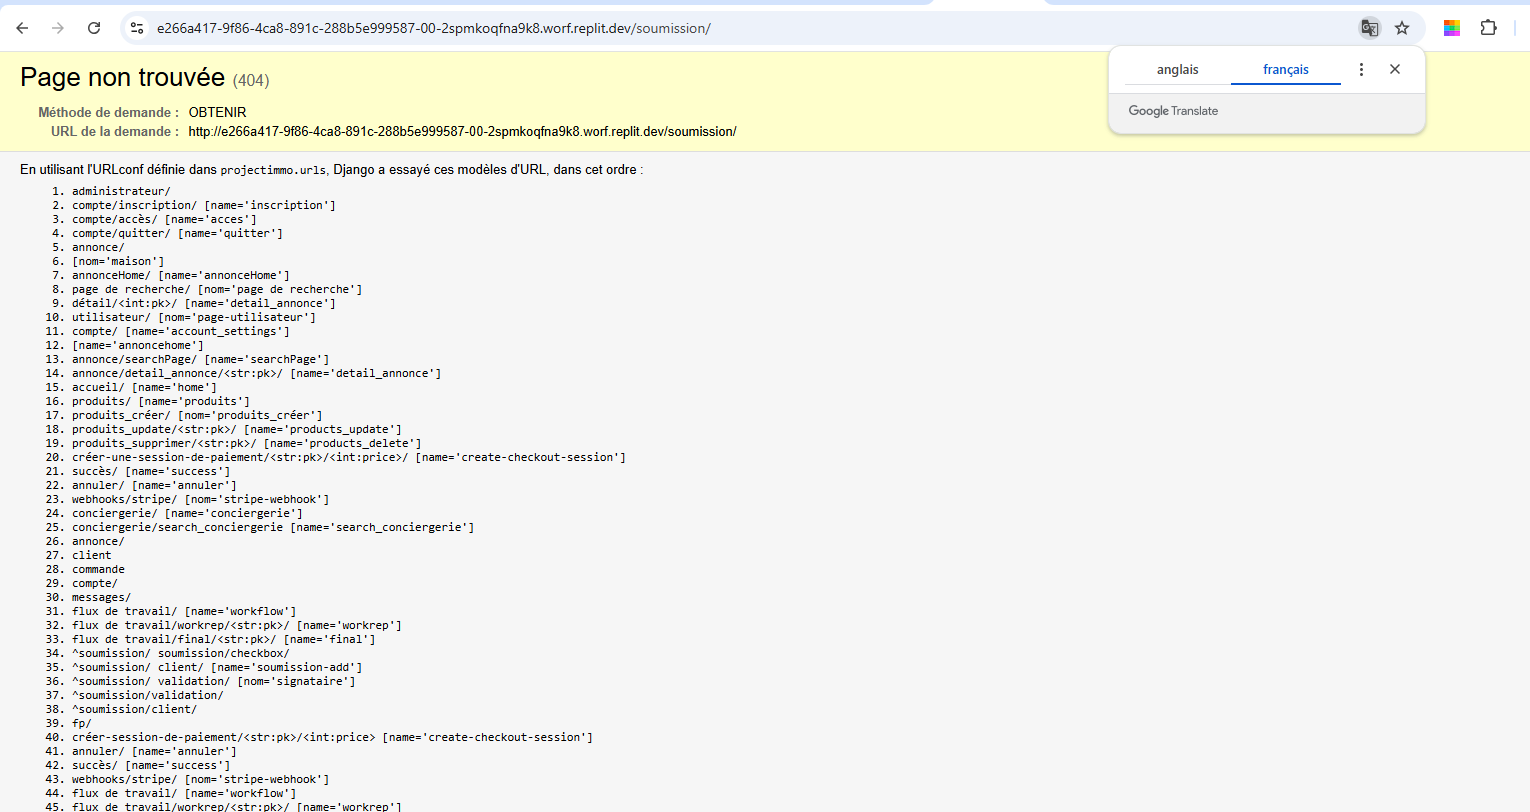 e266a417-9f86-4ca8-891c-288b5e999587-00-2spmkoqfna9k8.worf.replit.dev/soumission/
anglais
français
Google Translate
Page non trouvée (404)
Méthode de demande : OBTENIR
URL de la demande : http://e266a417-9f86-4ca8-891c-288b5e999587-00-2spmkoqfna9k8.worf.replit.dev/soumission/
En utilisant l'URLconf définie dans projectimmo.urls, Django a essayé ces modèles d'URL, dans cet ordre :
1. administrateur/
2. compte/inscription/ [name='inscription']
3. compte/accès/ [name='acces']
4. compte/quitter/ [name='quitter']
5. annonce/
6. [nom='maison']
7. annonceHome/ [name='annonceHome']
8. page de recherche/ [nom='page de recherche']
9. détail/<int:pk>/ [name='detail_annonce']
10. utilisateur/ [nom='page-utilisateur']
11. compte/ [name='account_settings']
12. [name='annoncehome']
13. annonce/searchPage/ [name='searchPage']
14. annonce/detail_annonce/<str:pk>/ [name='detail_annonce']
15. accueil/ [name='home']
16. produits/ [name='produits']
17. produits_créer/ [nom='produits_créer']
18. produits_update/<str:pk>/ [name='products_update']
19. produits_supprimer/<str:pk>/ [name='products_delete']
20. créer-une-session-de-paiement/<str:pk>/<int:price>/ [name='create-checkout-session']
21. succès/ [name='success']
22. annuler/ [name='annuler']
23. webhooks/stripe/ [nom='stripe-webhook']
24. conciergerie/ [name='conciergerie']
25. conciergerie/search_conciergerie [name='search_conciergerie']
26. annonce/
27. client
28. commande
29. compte/
30. messages/
31. flux de travail/ [name='workflow']
32. flux de travail/workrep/<str:pk>/ [name='workrep']
33. flux de travail/final/<str:pk>/ [name='final']
34. ^soumission/ soumission/checkbox/
35. ^soumission/ client/ [name='soumission-add']
36. ^soumission/ validation/ [nom='signataire']
37. ^soumission/validation/
38. ^soumission/client/
39. fp/
40. créer-session-de-paiement/<str:pk>/<int:price> [name='create-checkout-session']
41. annuler/ [name='annuler']
42. succès/ [name='success']
43. webhooks/stripe/ [nom='stripe-webhook']
44. flux de travail/ [name='workflow']
45. flux de travail/workrep/<str:pk>/ [name='workrep']